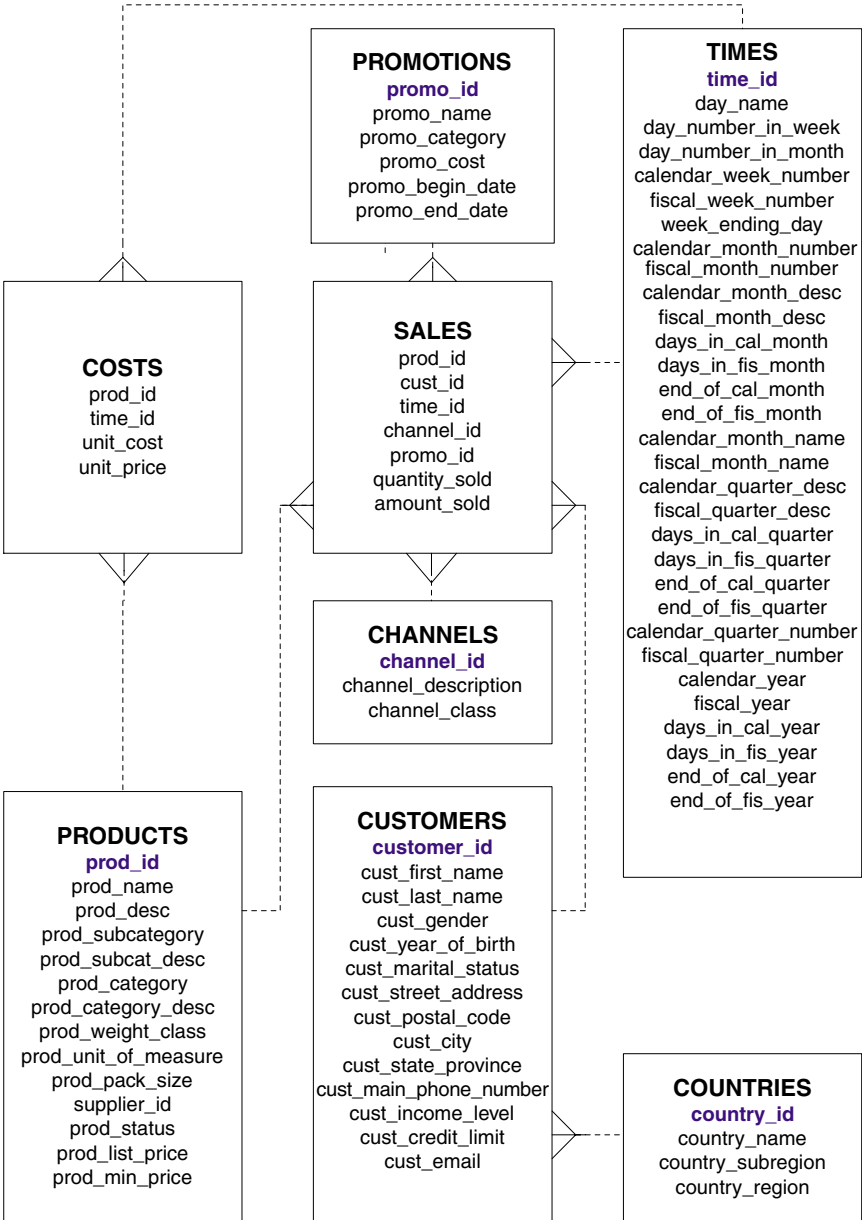 PROMOTIONS
promo_id
promo_name
promo_category
promo_cost
promo_begin_date
promo_end_date
TIMES
time_id
day_name
day_number_in_week
day_number_in_month
calendar_week_number
fiscal_week_number
week_ending_day
calendar_month_number
fiscal_month_number
calendar_month_desc
fiscal_month_desc
days_in_cal_month
days_in_fis_month
end_of_cal_month
end_of_fis_month
calendar_month_name
fiscal_month_name
calendar_quarter_desc
fiscal_quarter_desc
days_in_cal_quarter
days_in_fis_quarter
end_of_cal_quarter
end_of_fis_quarter
calendar_quarter_number
fiscal_quarter_number
calendar_year
fiscal_year
days_in_cal_year
days_in_fis_year
end_of_cal_year
end_of_fis_year
COSTS
prod_id
time_id
unit_cost
unit_price
SALES
prod_id
cust_id
time_id
channel_id
promo_id
quantity_sold
amount_sold
CHANNELS
channel_id
channel_description
channel_class
PRODUCTS
prod_id
prod_name
prod_desc
prod_subcategory
prod_subcat_desc
prod_category
prod_category_desc
prod_weight_class
prod_unit_of_measure
prod_pack_size
supplier_id
prod_status
prod_list_price
prod_min_price
CUSTOMERS
customer_id
cust_first_name
cust_last_name
cust_gender
cust_year_of_birth
cust_marital_status
cust_street_address
cust_postal_code
cust_city
cust_state_province
cust_main_phone_number
cust_income_level
cust_credit_limit
cust_email
COUNTRIES
country_id
country_name
country_subregion
country_region